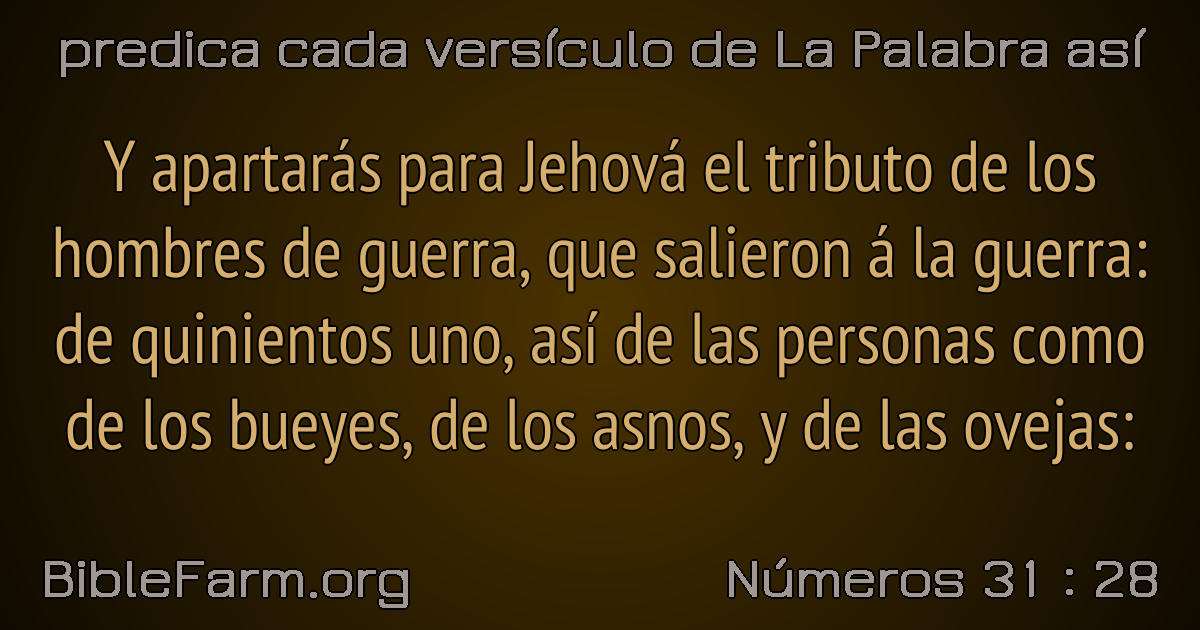 predica cada versículo de La Palabra así
Y apartarás para Jehová el tributo de los
hombres de guerra, que salieron á la guerra:
de quinientos uno, así de las personas como
de los bueyes, de los asnos, y de las ovejas:
BibleFarm.org
Números 31 : 28